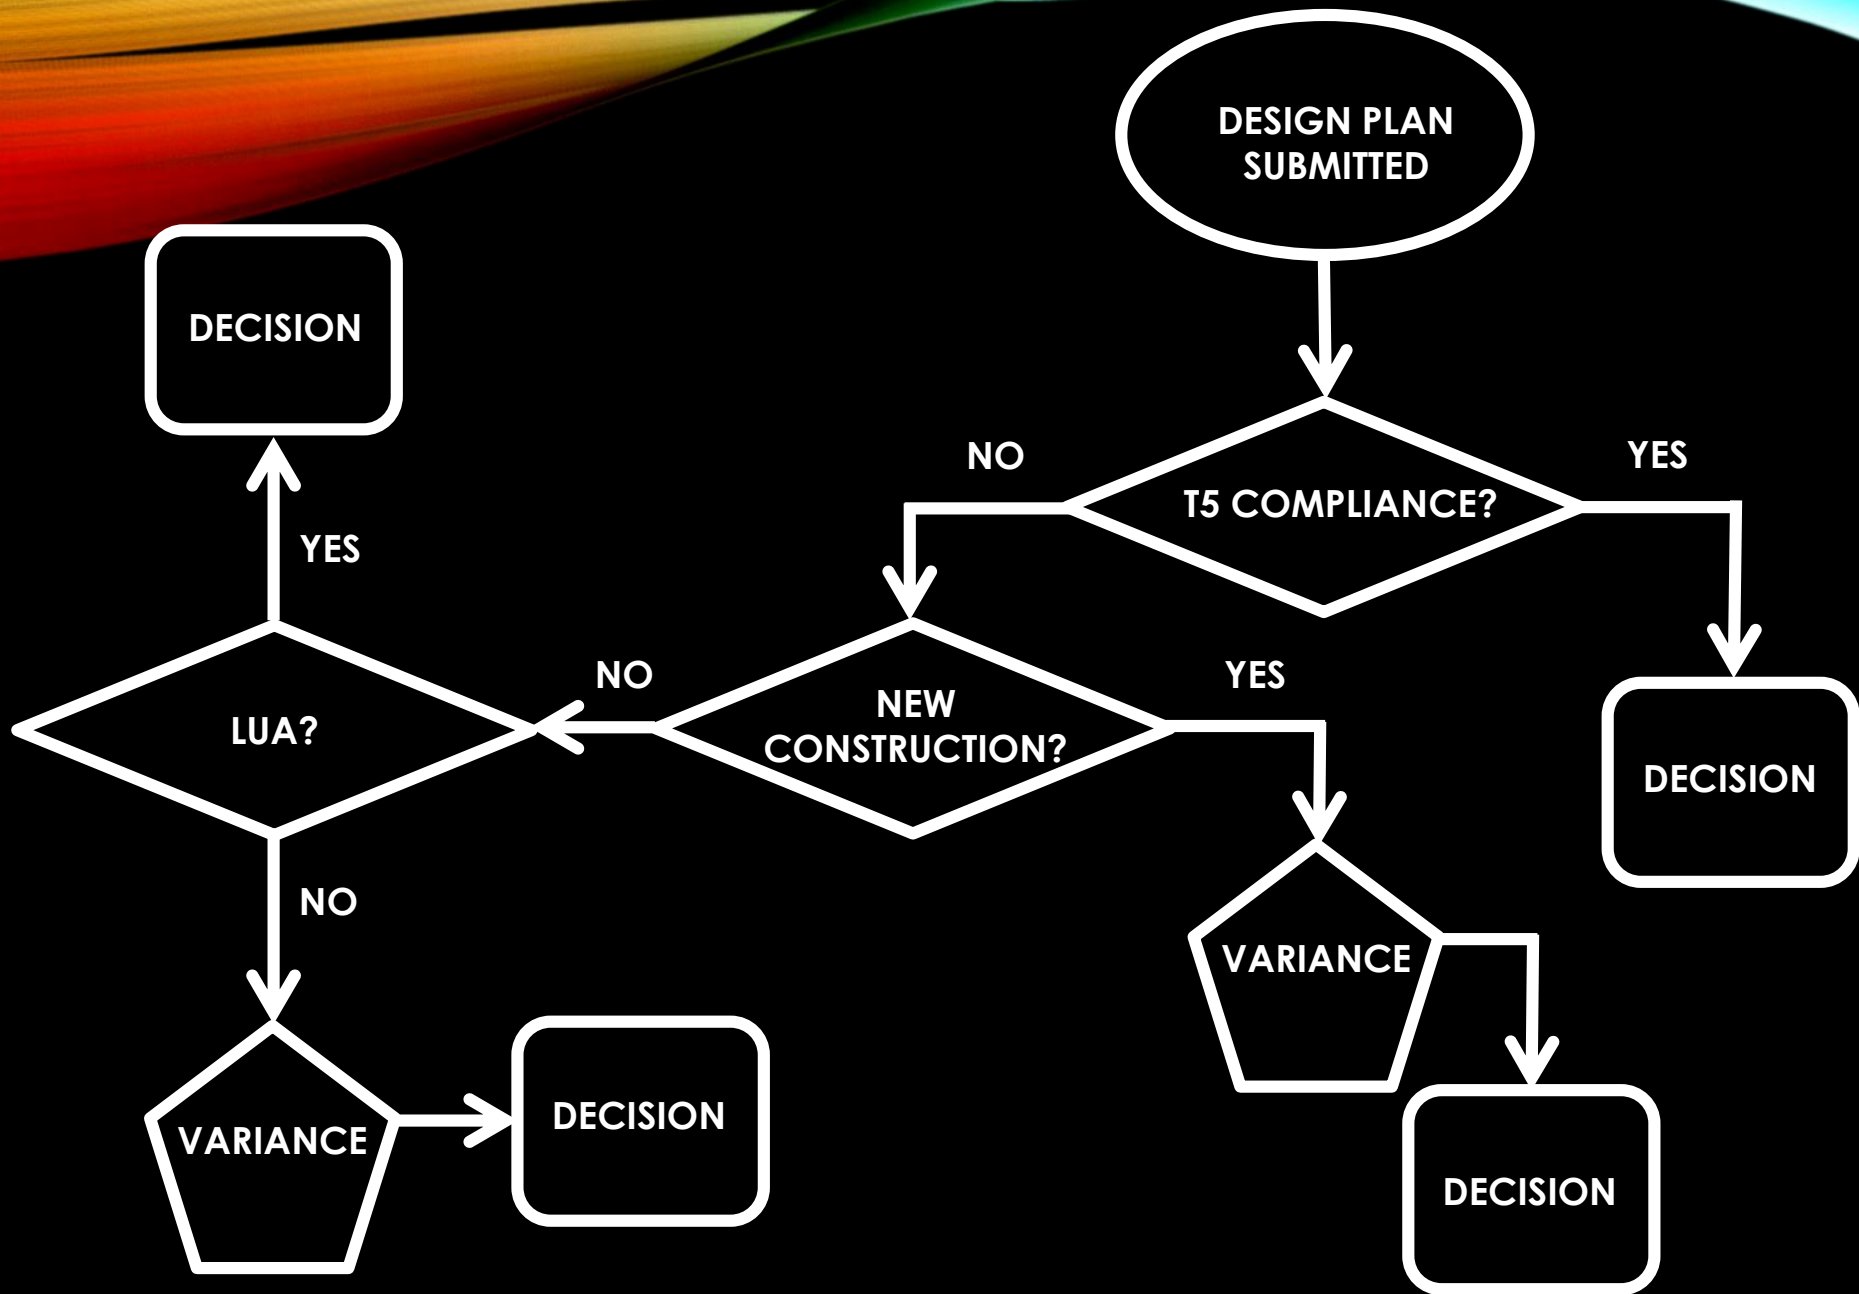 DESIGN PLAN
SUBMITTED
DECISION
NO
YES
T5 COMPLIANCE?
YES
NO
YES
NEW
CONSTRUCTION?
LUA?
DECISION
NO
VARIANCE
VARIANCE
DECISION
DECISION